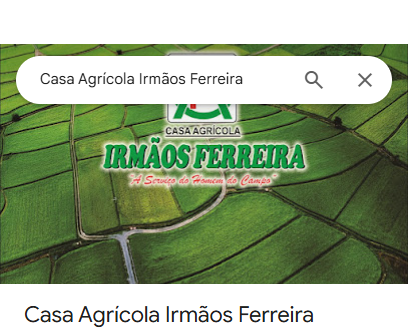 Casa Agrícola Irmãos Ferreira
CASA AGRÍCOLA
IRMÃOS FERREIRA
"A Serviço do Homem do Campo"
Casa Agrícola Irmãos Ferreira